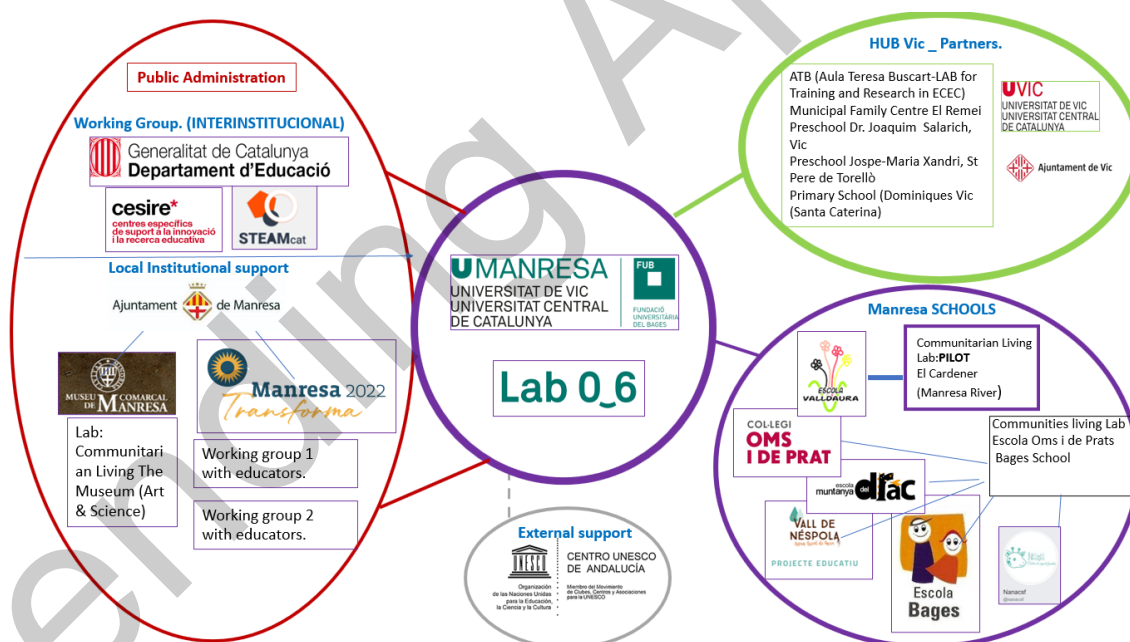 Public Administration
Working Group. (INTERINSTITUCIONAL)
Generalitat de Catalunya
Departament d'Educació
cesire*
centres específics
de suport a la innovació
i la recerca educativa
STEAMcat
Local Institutional support
Ajuntament de Manresa
MUSEU COMARCAL
DE MANRESA
Manresa 2022
Transforma
Lab:
Communitari
an Living The
Museum (Art
& Science)
Working group 1
with educators.
Working group 2
with educators.
UMANRESA
UNIVERSITAT DE VIC
UNIVERSITAT CENTRAL
DE CATALUNYA
FUB
FUNDACIÓ
UNIVERSITÀRIA
DEL BAGES
Lab 0_6
External support
UNESCO
Organización
de las Naciones Unidas
para la Educación,
la Ciencia y la Cultura
CENTRO UNESCO
DE ANDALUCÍA
Miembro del Movimiento
de Clubes, Centros y Asociaciones
para la UNESCO
HUB Vic _ Partners.
ATB (Aula Teresa Buscart-LAB for
Training and Research in ECEC)
Municipal Family Centre El Remei
Preschool Dr. Joaquim Salarich,
Vic
Preschool Jospe-Maria Xandri, St
Pere de Torellò
Primary School (Dominiques Vic
(Santa Caterina)
UVIC
UNIVERSITAT DE VIC
UNIVERSITAT CENTRAL
DE CATALUNYA
Ajuntament de Vic
Manresa SCHOOLS
ESCOLA
VALLDAURA
Communitarian Living
Lab:PILOT
El Cardener
(Manresa River)
COL·LEGI
OMS
I DE PRAT
Communities living Lab
Escola Oms i de Prats
Bages School
escola
muntanya del drac
VALL DE
NÉSPOLA
PROJECTE EDUCATIU
Escola
Bages
Nanacsf
@nanacsf
ending A